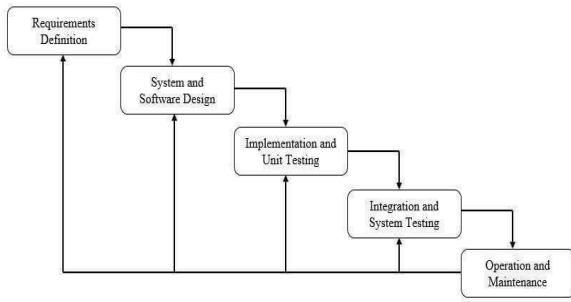 Requirements
Definition
System and
Software Design
Implementation and
Unit Testing
Integration and
System Testing
Operation and
Maintenance